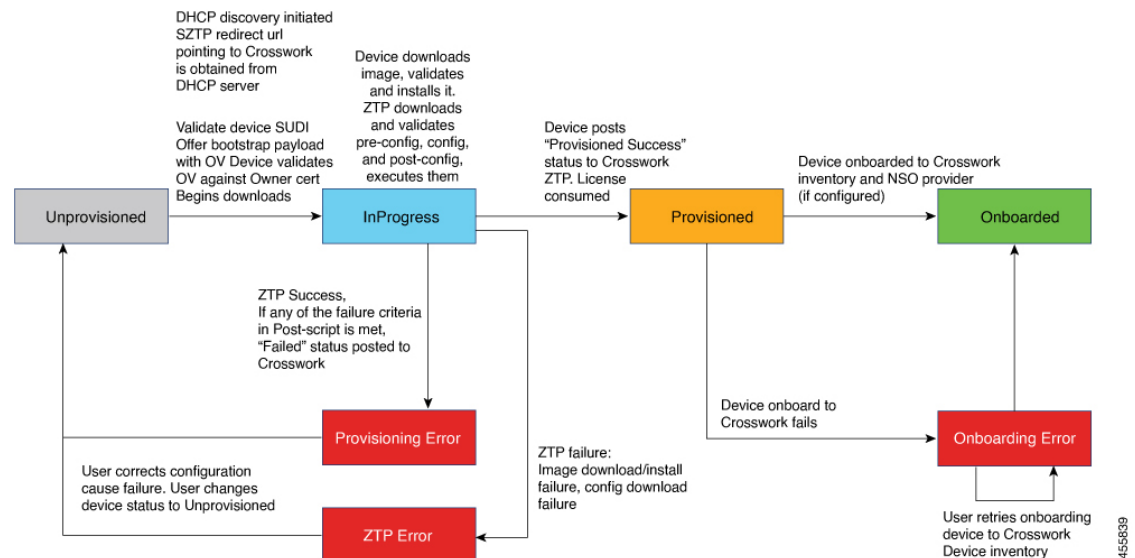 DHCP discovery initiated
SZTP redirect url
pointing to Crosswork
is obtained from
DHCP server
Validate device SUDI
Offer bootstrap payload
with OV Device validates
OV against Owner cert
Begins downloads
Device downloads
image, validates
and installs it.
ZTP downloads
and validates
pre-config, config,
and post-config,
executes them
Device posts
“Provisioned Success”
status to Crosswork
ZTP. License
consumed
Device onboarded to Crosswork
inventory and NSO provider
(if configured)
Unprovisioned
InProgress
Provisioned
Onboarded
ZTP Success,
If any of the failure criteria
in Post-script is met,
“Failed” status posted to
Crosswork
Provisioning Error
Device onboard to
Crosswork fails
Onboarding Error
User corrects configuration
cause failure. User changes
device status to Unprovisioned
ZTP Error
ZTP failure:
Image download/install
failure, config download
failure
User retries onboarding
device to Crosswork
Device inventory
455839